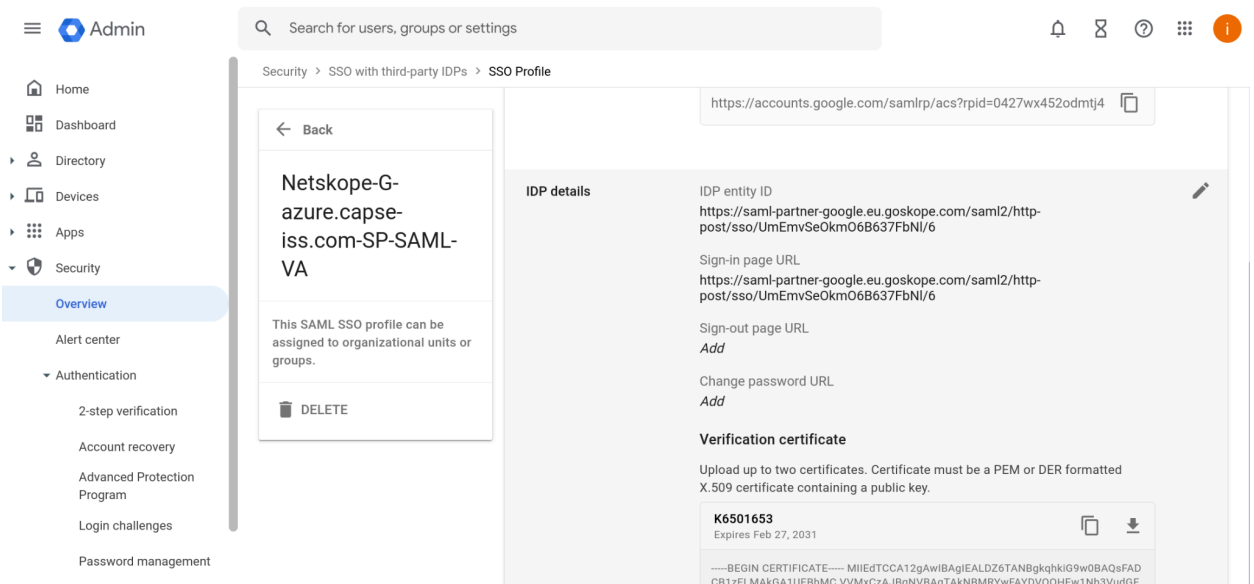 Admin
Search for users, groups or settings
i
Home
Dashboard
Directory
Devices
Apps
Security
Overview
Alert center
Authentication
2-step verification
Account recovery
Advanced Protection
Program
Login challenges
Password management
Security > SSO with third-party IDPs > SSO Profile
Back
Netskope-G-
azure.capse-
iss.com-SP-SAML-
VA
This SAML SSO profile can be
assigned to organizational units or
groups.
DELETE
https://accounts.google.com/samlrp/acs?rpid=0427wx452odmtj4
IDP details
IDP entity ID
https://saml-partner-google.eu.goskope.com/saml2/http-
post/sso/UmEmvSeOkmO6B637FbNl/6
Sign-in page URL
https://saml-partner-google.eu.goskope.com/saml2/http-
post/sso/UmEmvSeOkmO6B637FbNl/6
Sign-out page URL
Add
Change password URL
Add
Verification certificate
Upload up to two certificates. Certificate must be a PEM or DER formatted
X.509 certificate containing a public key.
K6501653
Expires Feb 27, 2031
-----BEGIN CERTIFICATE-----